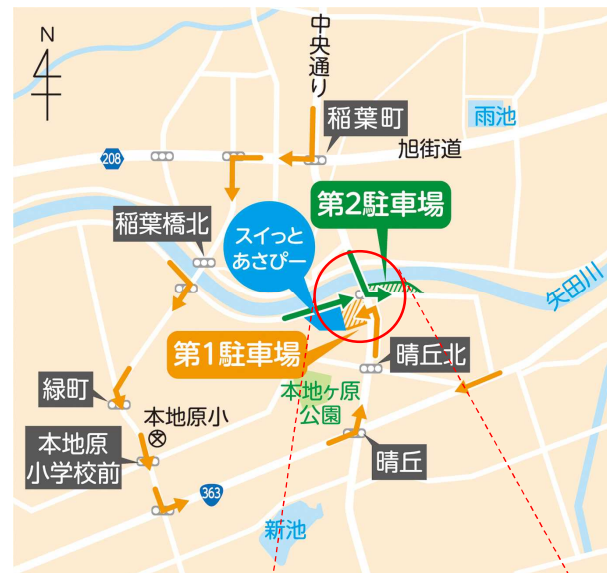 N
中央通り
稲葉町
雨池
208
旭街道
第2駐車場
稲葉橋北
スイっと
あさぴー
矢田川
第1駐車場
晴丘北
緑町
本地ヶ原
公園
本地原小
本地原
小学校前
晴丘
363
新池